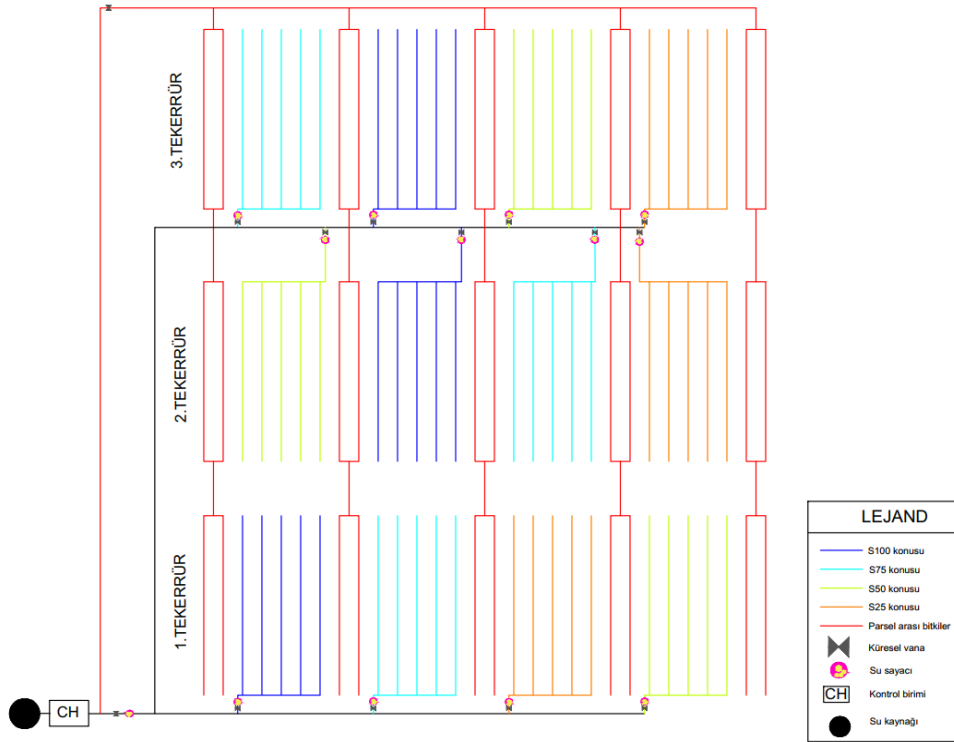 3.TEKERRÜR
2.TEKERRÜR
1.TEKERRÜR
CH
LEJAND
S100 konusu
S75 konusu
S50 konusu
S25 konusu
Parsel arası bitkiler
Küresel vana
Su sayacı
CH
Kontrol birimi
Su kaynağı